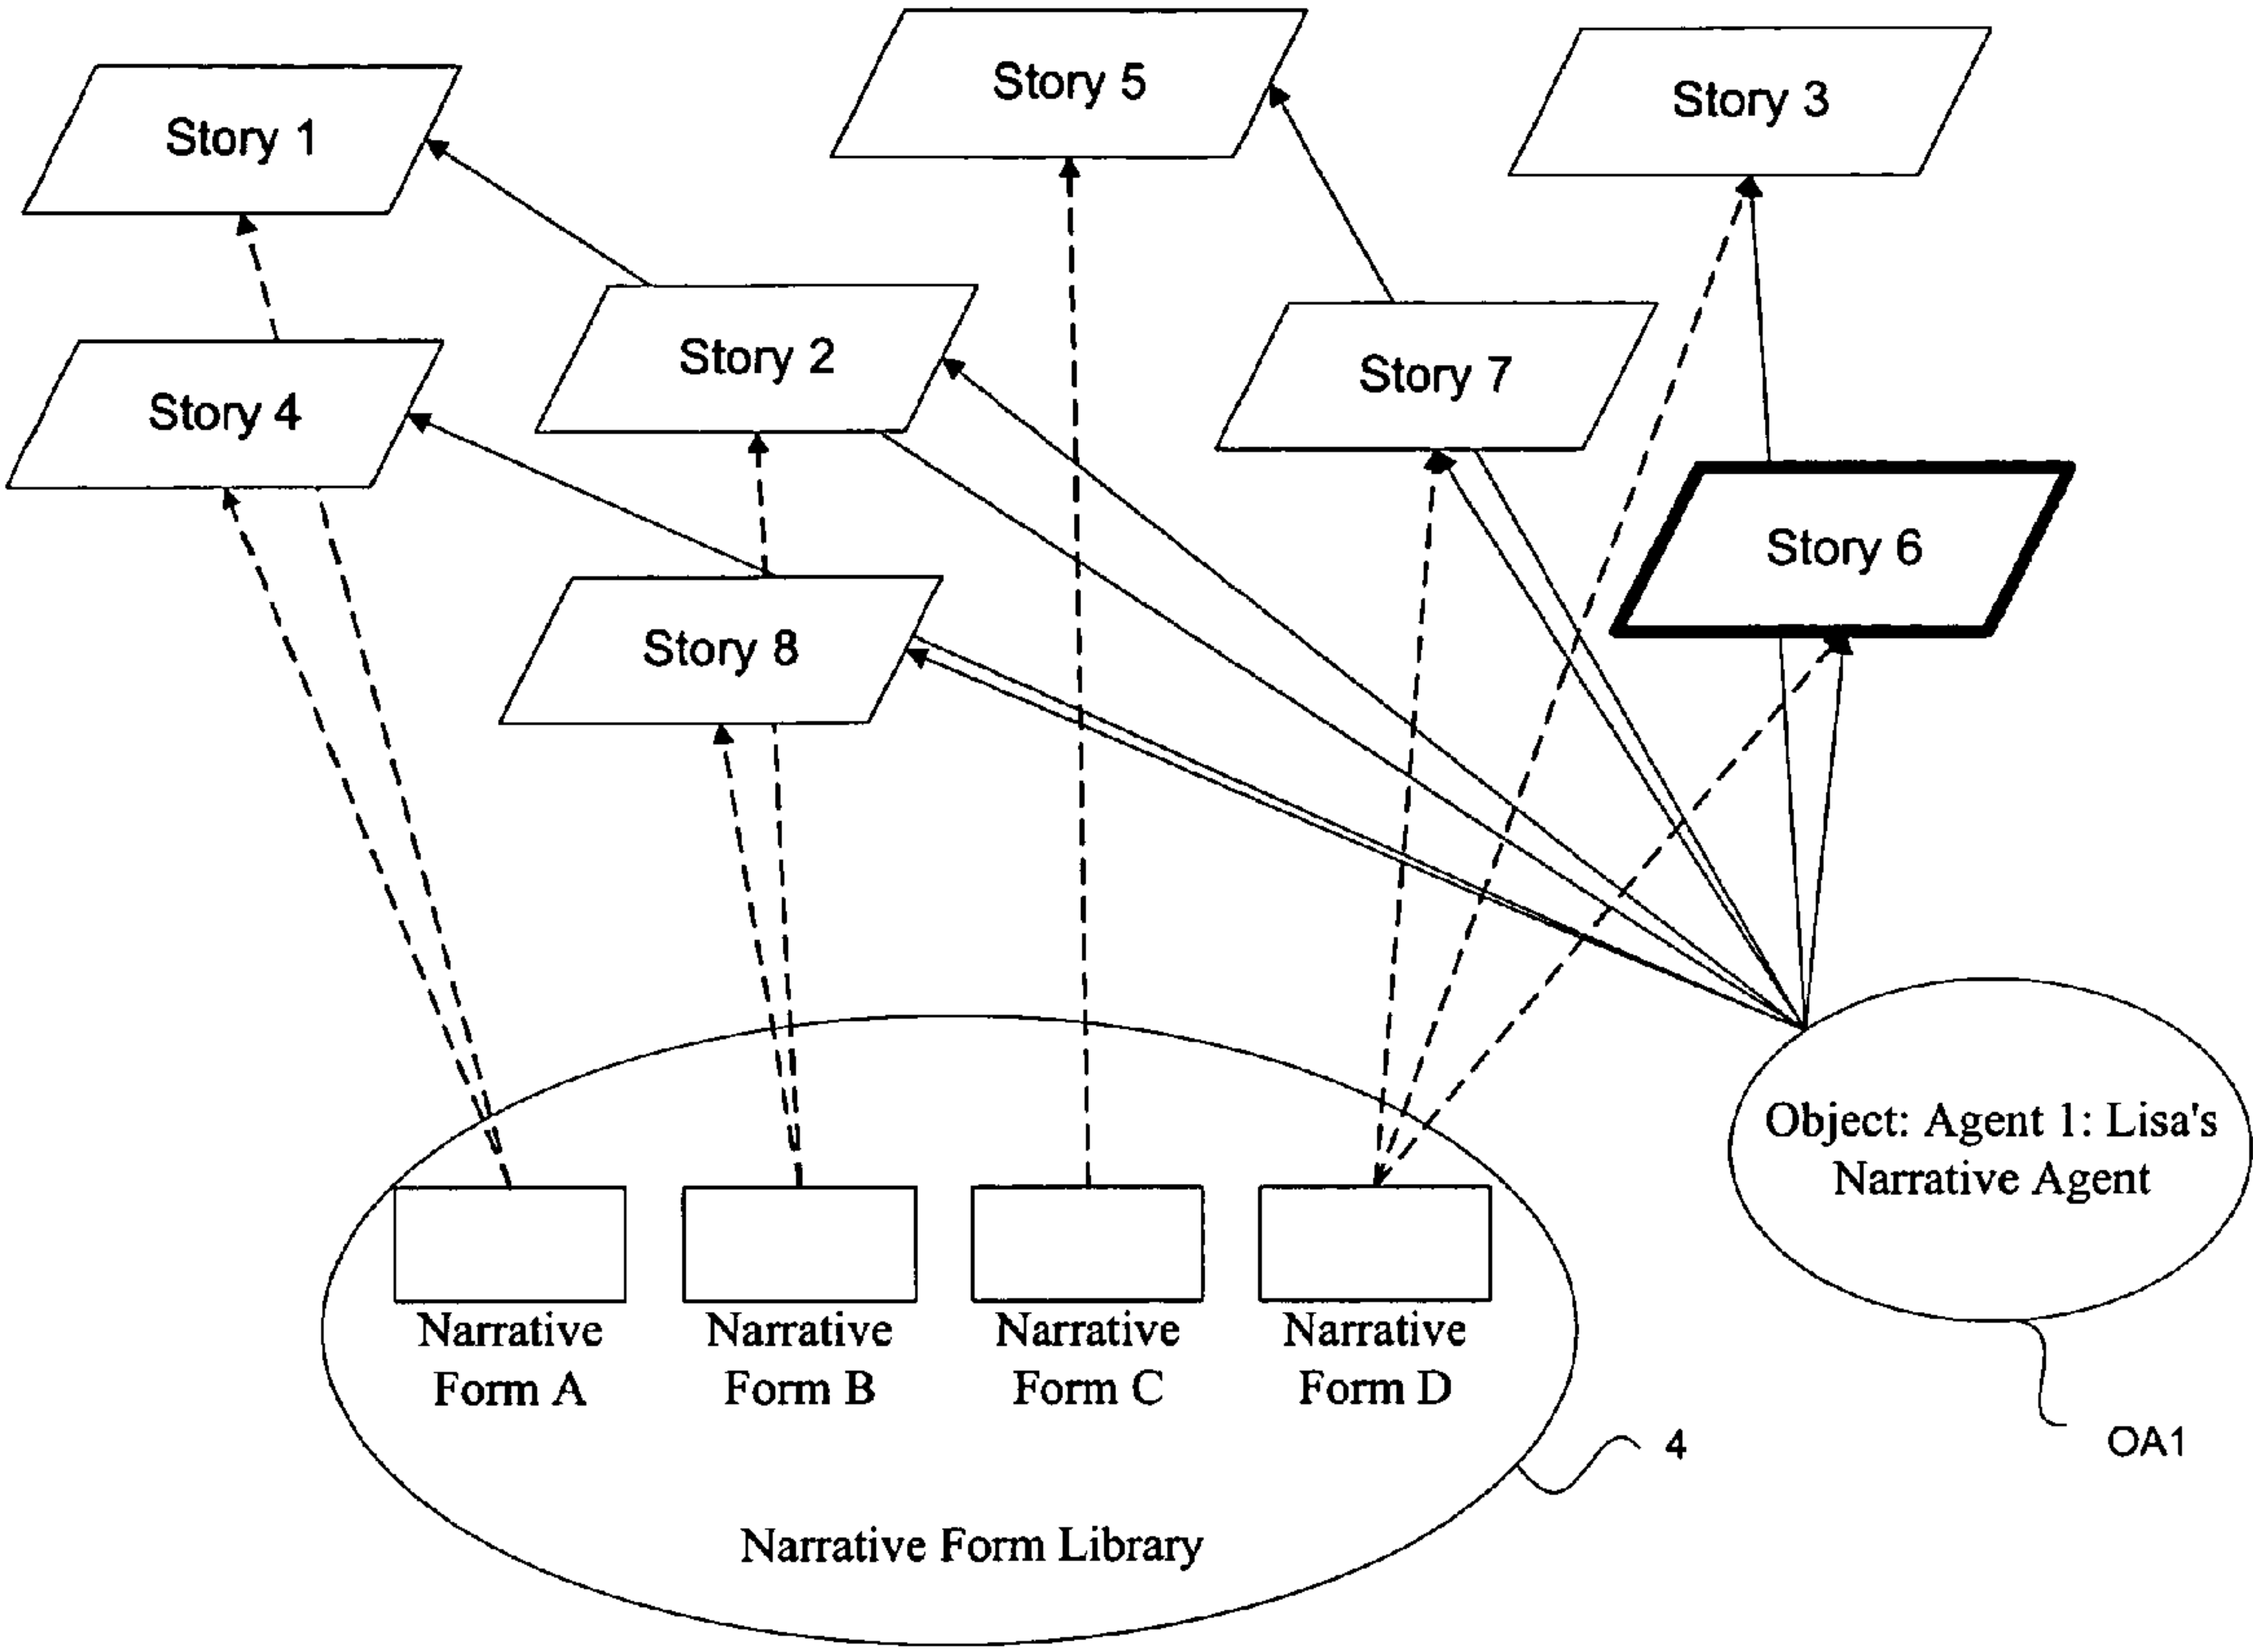 Story 5
Story 3
Story 1
Story 2
Story 7
Story 4
Story 6
Story 8
Object: Agent 1: Lisa's
Narrative Agent
Narrative
Form A
Narrative
Form B
Narrative
Form C
Narrative
Form D
4
OA1
Narrative Form Library